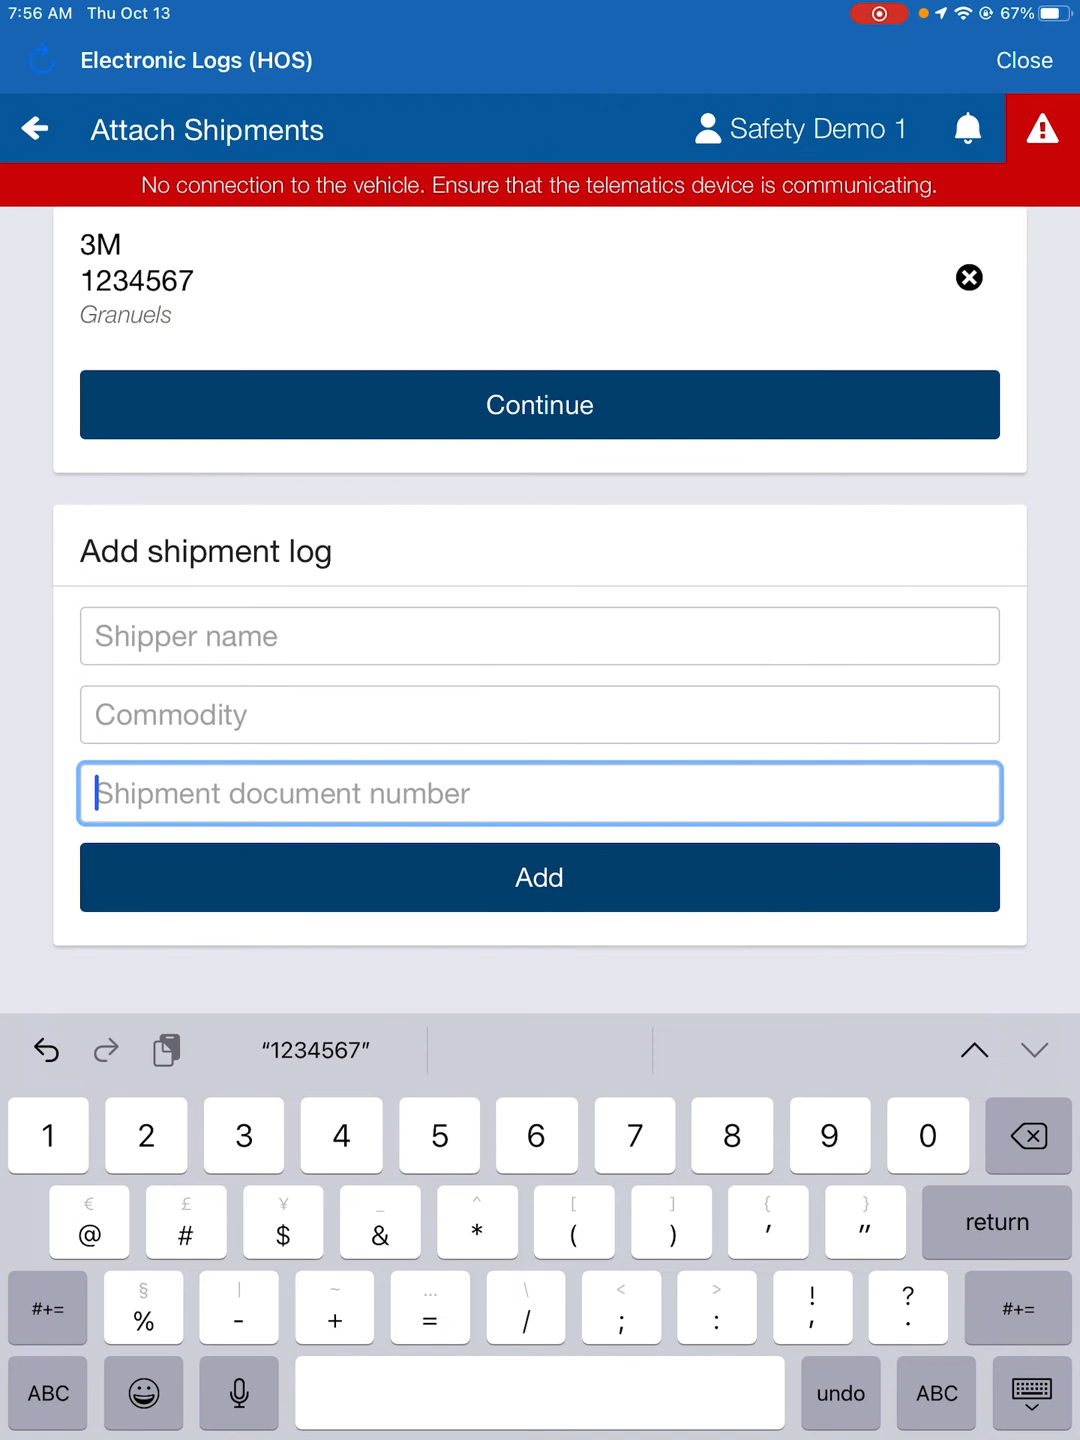 7:56 AM Thu Oct 13 67%
Electronic Logs (HOS) Close
Attach Shipments Safety Demo 1
No connection to the vehicle. Ensure that the telematics device is communicating.
3M
1234567
Granuels
Continue
Add shipment log
Shipper name
Commodity
Shipment document number
Add
“1234567”
1 2 3 4 5 6 7 8 9 0
€ £ ¥ _ ^ [ ] { }
@ # $ & * ( ) ' " return
§ | ~ … \ < > ! ?
#+= % - + = / ; : , . #+=
ABC undo ABC